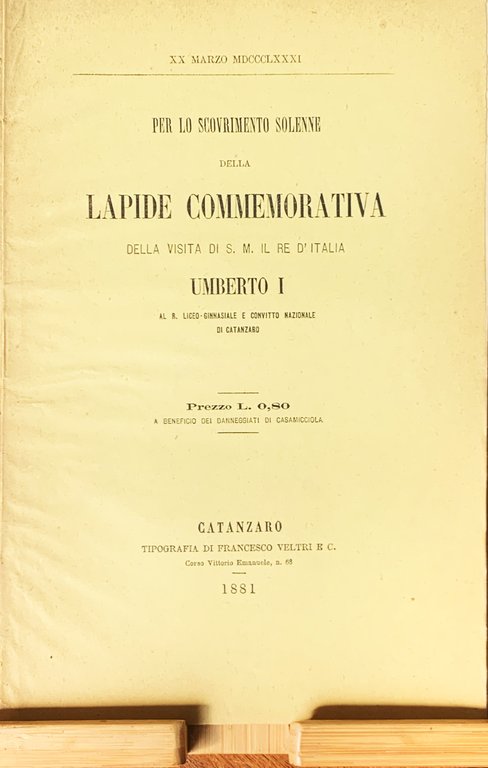 XX MARZO MDCCCLXXXI
PER LO SCOVRIMENTO SOLENNE
DELLA
LAPIDE COMMEMORATIVA
DELLA VISITA DI S. M. IL RE D'ITALIA
UMBERTO I
AL R. LICEO-GINNASIALE E CONVITTO NAZIONALE
DI CATANZARO
Prezzo L. 0,80
A BENEFICIO DEI DANNEGGIATI DI CASAMICCIOLA
CATANZARO
TIPOGRAFIA DI FRANCESCO VELTRI E C.
Corso Vittorio Emanuele, n. 68
1881